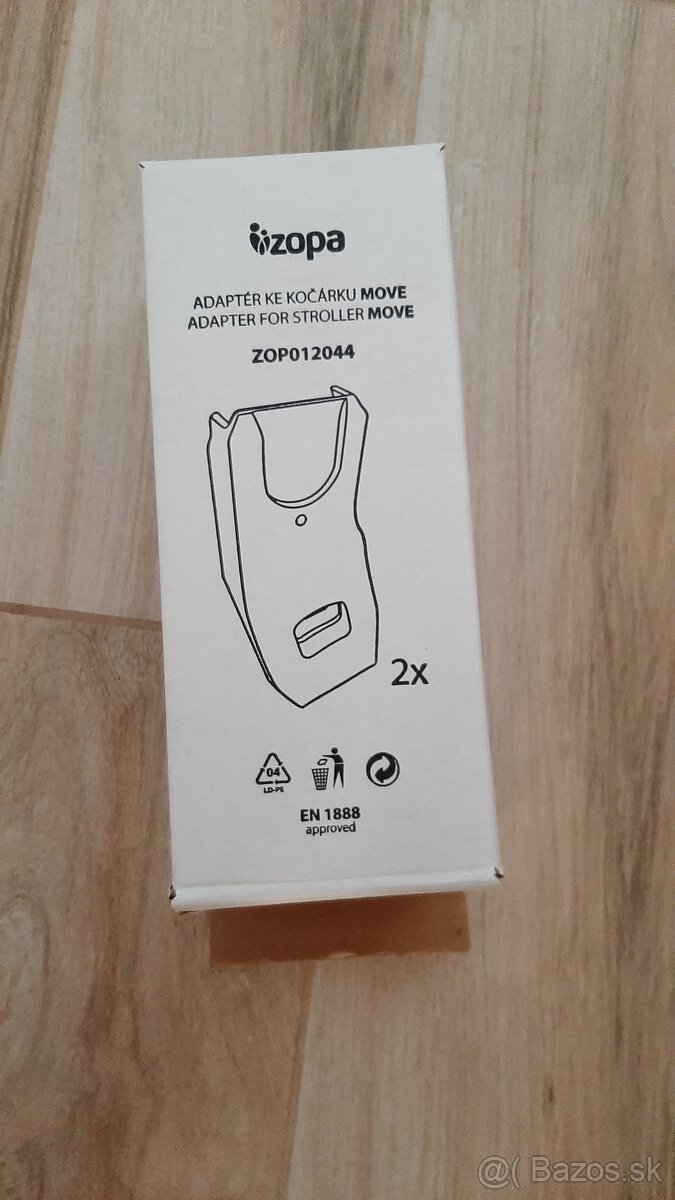 zopa
ADAPTÉR KE KOČÁRKU MOVE
ADAPTER FOR STROLLER MOVE
ZOP012044
2x
04
LD-PE
EN 1888
approved
@( Bazos.sk